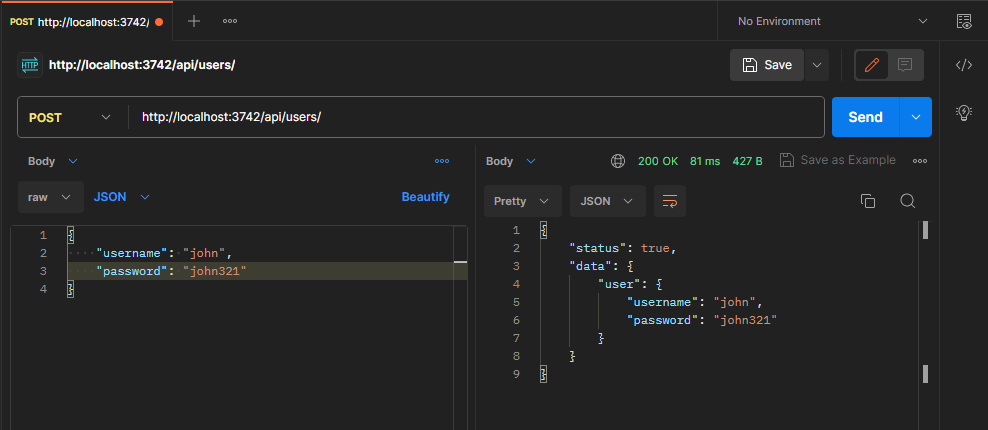 POST http://localhost:3742/
No Environment
HTTP http://localhost:3742/api/users/
Save
POST http://localhost:3742/api/users/
Send
Body
raw JSON Beautify
1 {
2 "username": "john",
3 "password": "john321"
4 }
Body 200 OK 81 ms 427 B Save as Example
Pretty JSON
1 {
2 "status": true,
3 "data": {
4 "user": {
5 "username": "john",
6 "password": "john321"
7 }
8 }
9 }